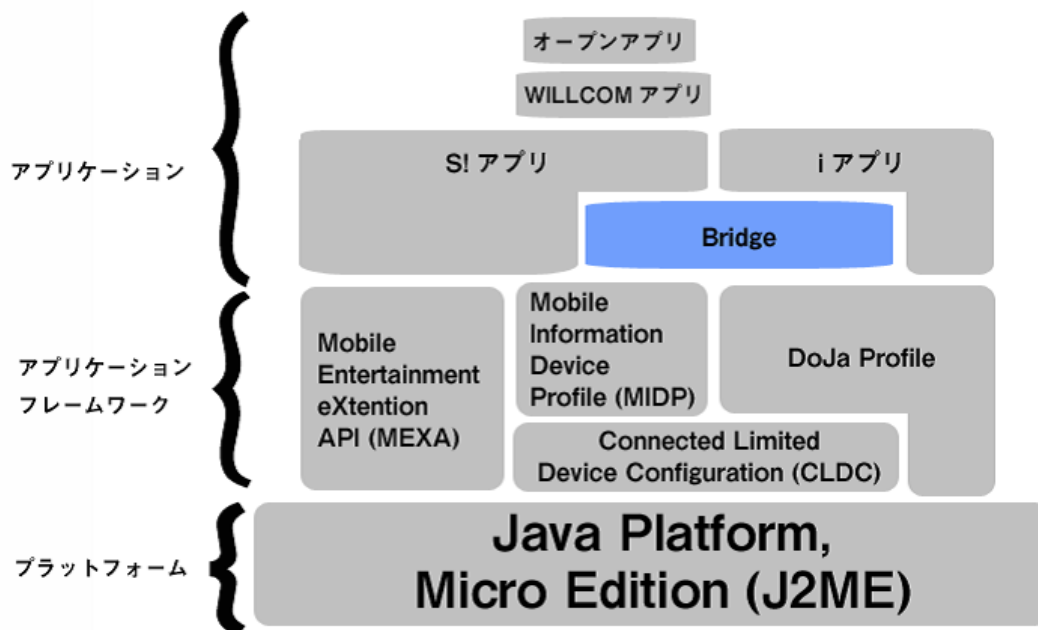 オープンアプリ
WILLCOM アプリ
アプリケーション
S! アプリ
i アプリ
Bridge
アプリケーション
フレームワーク
Mobile
Entertainment
eXtention
API (MEXA)
Mobile
Information
Device
Profile (MIDP)
DoJa Profile
Connected Limited
Device Configuration (CLDC)
プラットフォーム
Java Platform,
Micro Edition (J2ME)